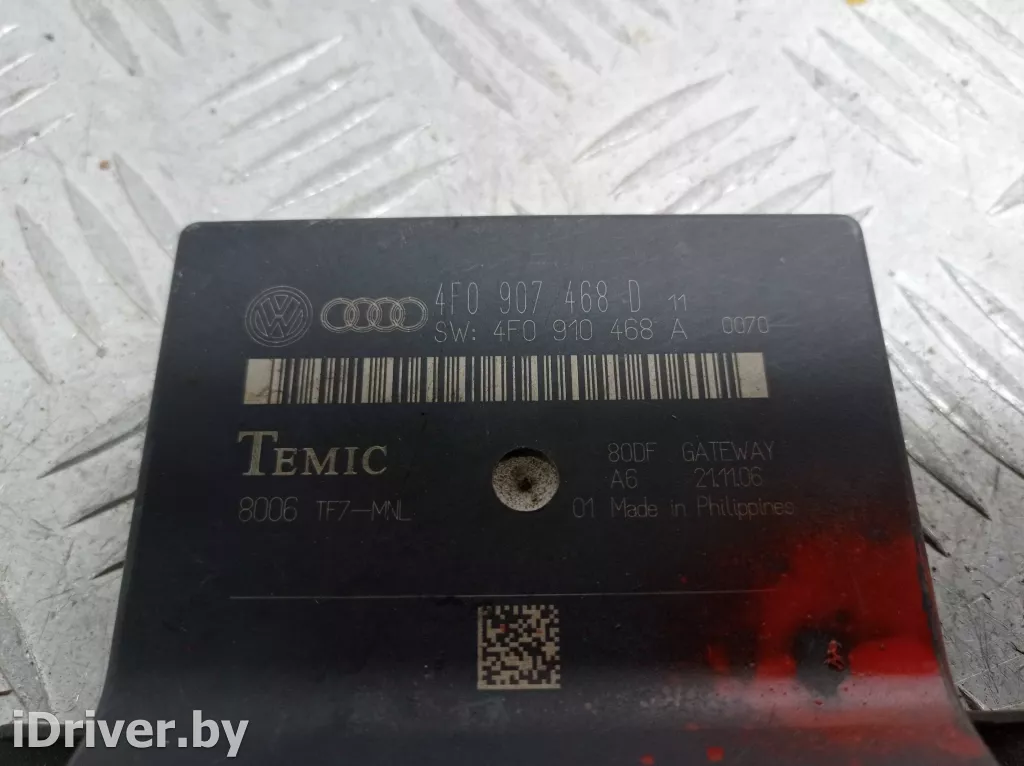 4F0 907 468 D 11
SW: 4F0 910 468 A 0070
TEMIC
80DF GATEWAY
A6 21.11.06
8006 TF7-MNL 01 Made in Philippines
iDriver.by